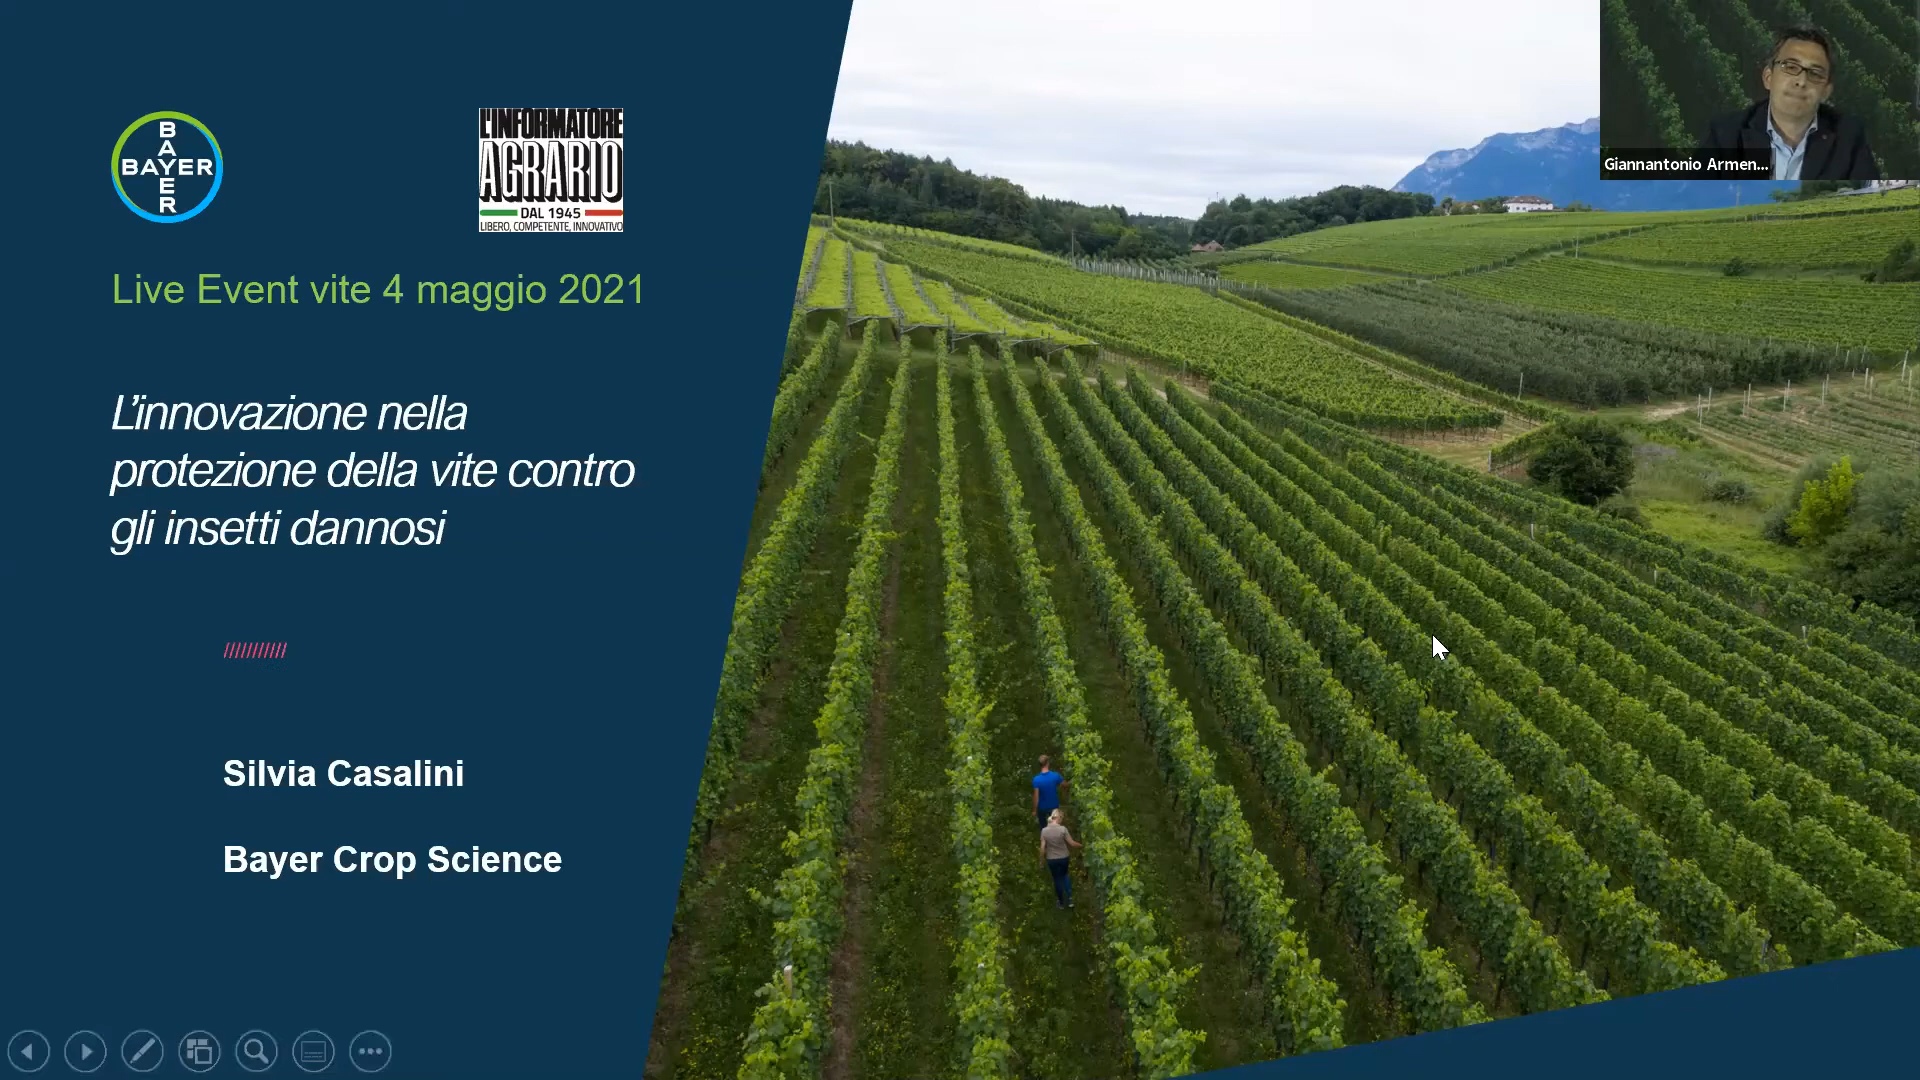 BAYER
BAYER
L'INFORMATORE
AGRARIO
DAL 1945
LIBERO, COMPETENTE, INNOVATIVO
Giannantonio Armen...
Live Event vite 4 maggio 2021
L'innovazione nella
protezione della vite contro
gli insetti dannosi
///////////
Silvia Casalini
Bayer Crop Science